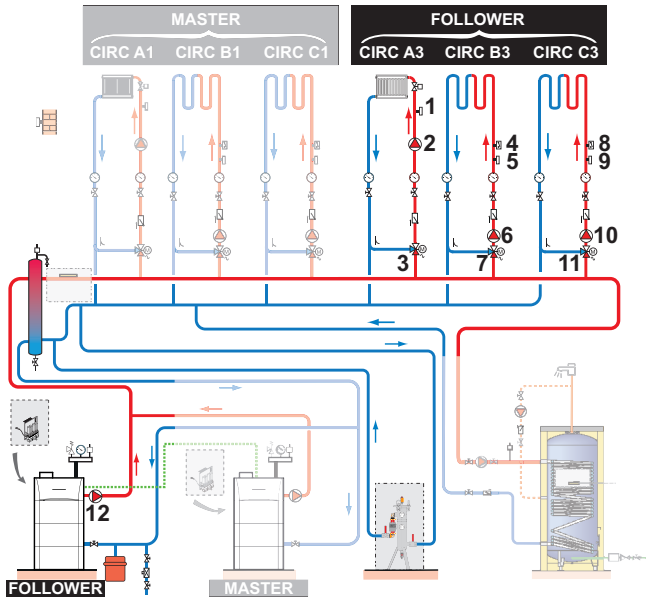 MASTER
FOLLOWER
CIRC A1 CIRC B1 CIRC C1 CIRC A3 CIRC B3 CIRC C3
1
2
4
5
8
9
6
10
M M M M M M
3
7
11
12
FOLLOWER
MASTER